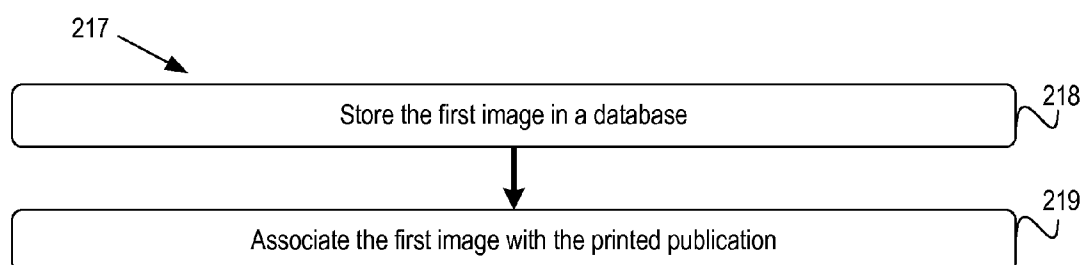 217
Store the first image in a database
218
219
Associate the first image with the printed publication